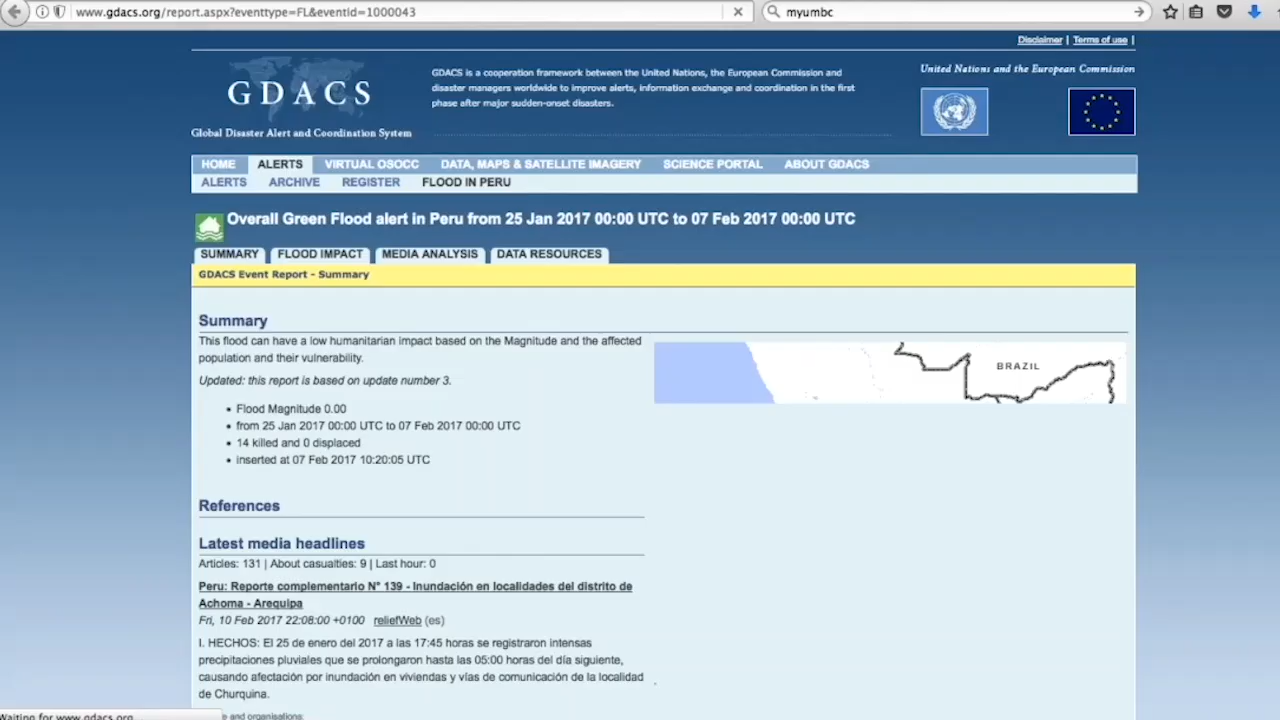 www.gdacs.org/report.aspx?eventtype=FL&eventid=1000043
myumbc
Disclaimer | Terms of use |
GDACS
Global Disaster Alert and Coordination System
GDACS is a cooperation framework between the United Nations, the European Commission and
disaster managers worldwide to improve alerts, information exchange and coordination in the first
phase after major sudden-onset disasters.
United Nations and the European Commission
HOME ALERTS VIRTUAL OSOCC DATA, MAPS & SATELLITE IMAGERY SCIENCE PORTAL ABOUT GDACS
ALERTS ARCHIVE REGISTER FLOOD IN PERU
Overall Green Flood alert in Peru from 25 Jan 2017 00:00 UTC to 07 Feb 2017 00:00 UTC
SUMMARY FLOOD IMPACT MEDIA ANALYSIS DATA RESOURCES
GDACS Event Report - Summary
Summary
This flood can have a low humanitarian impact based on the Magnitude and the affected
population and their vulnerability.
Updated: this report is based on update number 3.
• Flood Magnitude 0.00
• from 25 Jan 2017 00:00 UTC to 07 Feb 2017 00:00 UTC
• 14 killed and 0 displaced
• inserted at 07 Feb 2017 10:20:05 UTC
BRAZIL
References
Latest media headlines
Articles: 131 | About casualties: 9 | Last hour: 0
Peru: Reporte complementario N° 139 - Inundación en localidades del distrito de
Achoma - Arequipa
Fri, 10 Feb 2017 22:08:00 +0100 reliefWeb (es)
I. HECHOS: El 25 de enero del 2017 a las 17:45 horas se registraron intensas
precipitaciones pluviales que se prolongaron hasta las 05:00 horas del día siguiente,
causando afectación por inundación en viviendas y vías de comunicación de la localidad
de Churquina.
Waiting for www.gdacs.org...
and organisations: